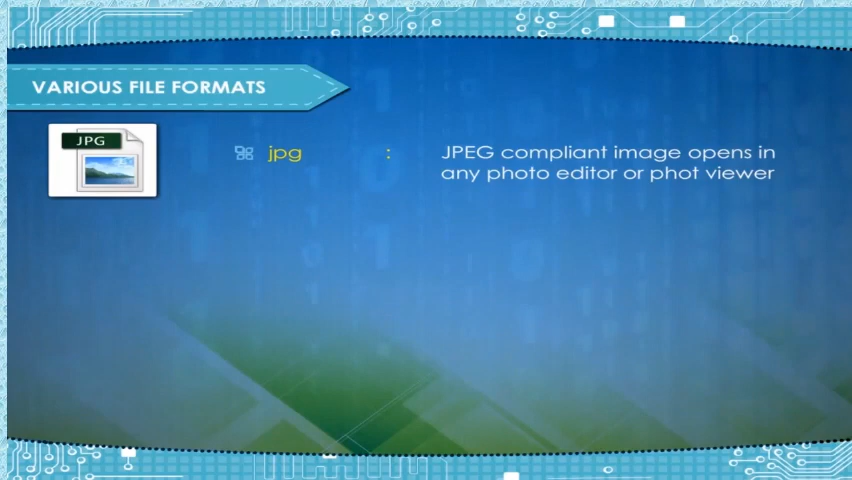 VARIOUS FILE FORMATS
JPG
jpg : JPEG compliant image opens in
any photo editor or phot viewer